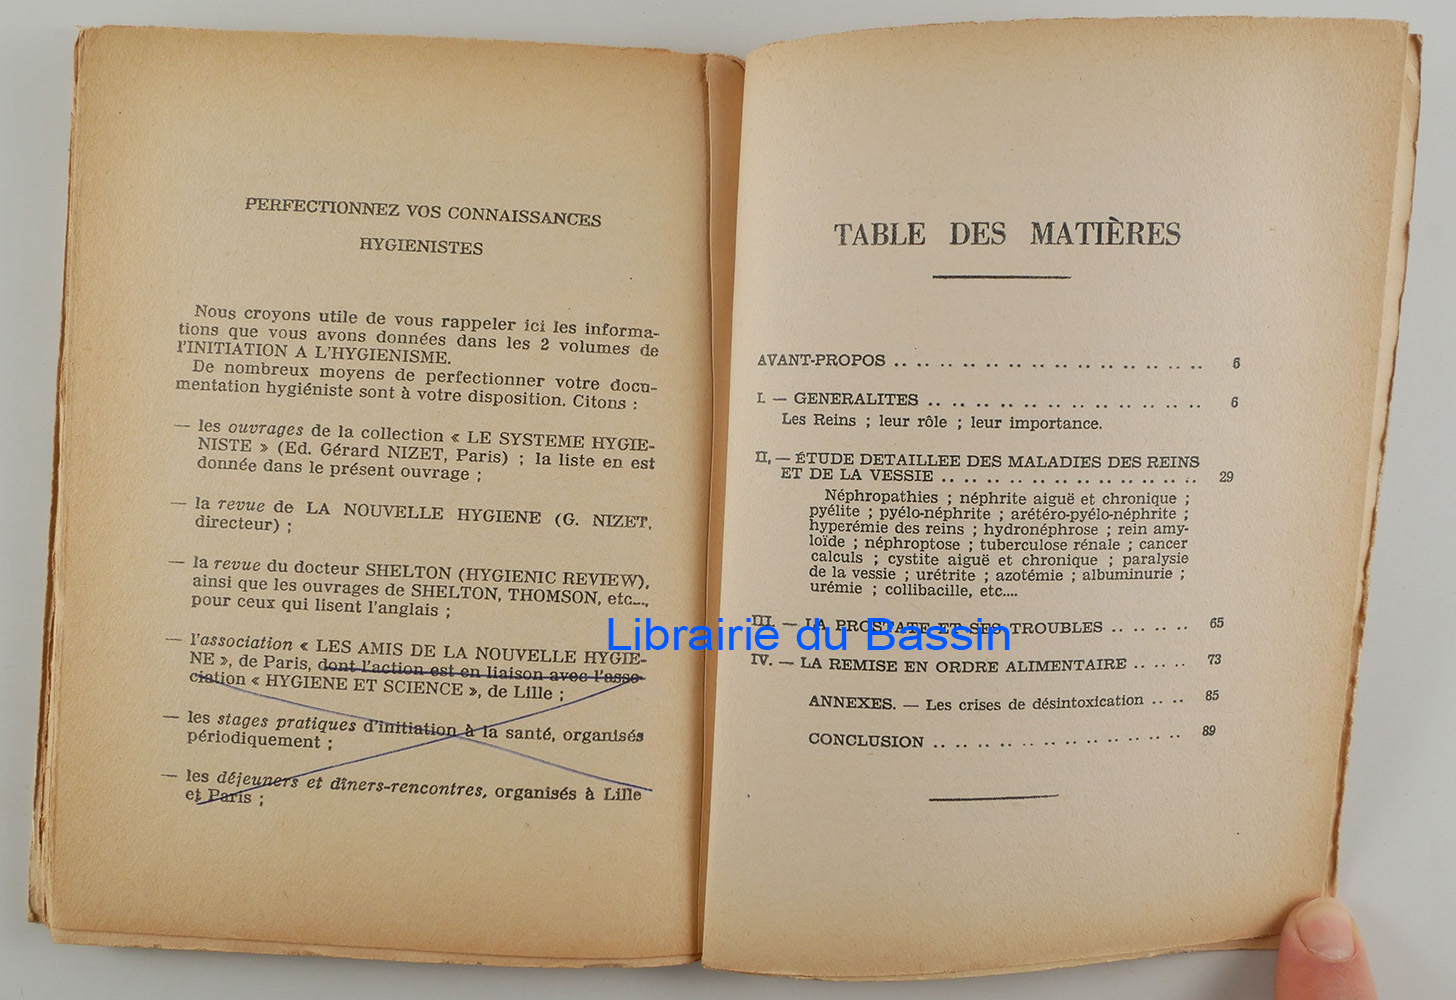 PERFECTIONNEZ VOS CONNAISSANCES
HYGIENISTES
Nous croyons utile de vous rappeler ici les informa-
tions que vous avons données dans les 2 volumes de
l'INITIATION A L'HYGIENISME.
De nombreux moyens de perfectionner votre docu-
mentation hygiéniste sont à votre disposition. Citons :
— les ouvrages de la collection « LE SYSTEME HYGIE-
NISTE » (Ed. Gérard NIZET, Paris) ; la liste en est
donnée dans le présent ouvrage ;
— la revue de LA NOUVELLE HYGIENE (G. NIZET,
directeur) ;
— la revue du docteur SHELTON (HYGIENIC REVIEW),
ainsi que les ouvrages de SHELTON, THOMSON, etc...,
pour ceux qui lisent l'anglais ;
— l'association « LES AMIS DE LA NOUVELLE HYGIE-
NE », de Paris, dont l'action est en liaison avec l'asso-
ciation « HYGIENE ET SCIENCE », de Lille ;
— les stages pratiques d'initiation à la santé, organisés
périodiquement ;
— les déjeuners et dîners-rencontres, organisés à Lille
et Paris ;
TABLE DES MATIÈRES
AVANT-PROPOS .. .. .. .. .. .. .. .. .. .. .. .. .. 6
I. — GENERALITES .. .. .. .. .. .. .. .. .. .. .. 6
Les Reins ; leur rôle ; leur importance.
II. — ÉTUDE DETAILLEE DES MALADIES DES REINS
ET DE LA VESSIE .. .. .. .. .. .. .. .. .. .. 29
Néphropathies ; néphrite aiguë et chronique ;
pyélite ; pyélo-néphrite ; arétéro-pyélo-néphrite ;
hyperémie des reins ; hydronéphrose ; rein amy-
loïde ; néphroptose ; tuberculose rénale ; cancer
calculs ; cystite aiguë et chronique ; paralysie
de la vessie ; urétrite ; azotémie ; albuminurie ;
urémie ; collibacille, etc....
III. — LA PROSTATE ET SES TROUBLES .. .. .. 65
IV. — LA REMISE EN ORDRE ALIMENTAIRE .. .. .. 73
ANNEXES. — Les crises de désintoxication .. .. 85
CONCLUSION .. .. .. .. .. .. .. .. .. .. 89
Librairie du Bassin